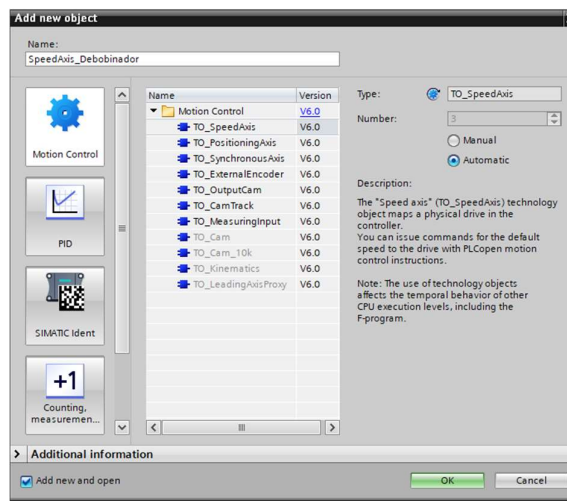 Add new object
Name:
SpeedAxis_Debobinador
Motion Control
PID
SIMATIC Ident
+1
Counting,
measuremen...
Name Version
Motion Control V6.0
TO_SpeedAxis V6.0
TO_PositioningAxis V6.0
TO_SynchronousAxis V6.0
TO_ExternalEncoder V6.0
TO_OutputCam V6.0
TO_CamTrack V6.0
TO_MeasuringInput V6.0
TO_Cam V6.0
TO_Cam_10k V6.0
TO_Kinematics V6.0
TO_LeadingAxisProxy V6.0
Type: TO_SpeedAxis
Number: 3
Manual
Automatic
Description:
The "Speed axis" (TO_SpeedAxis) technology
object maps a physical drive in the
controller.
You can issue commands for the default
speed to the drive with PLCopen motion
control instructions.
Note: The use of technology objects
affects the temporal behavior of other
CPU execution levels, including the
F-program.
Additional information
Add new and open
OK Cancel